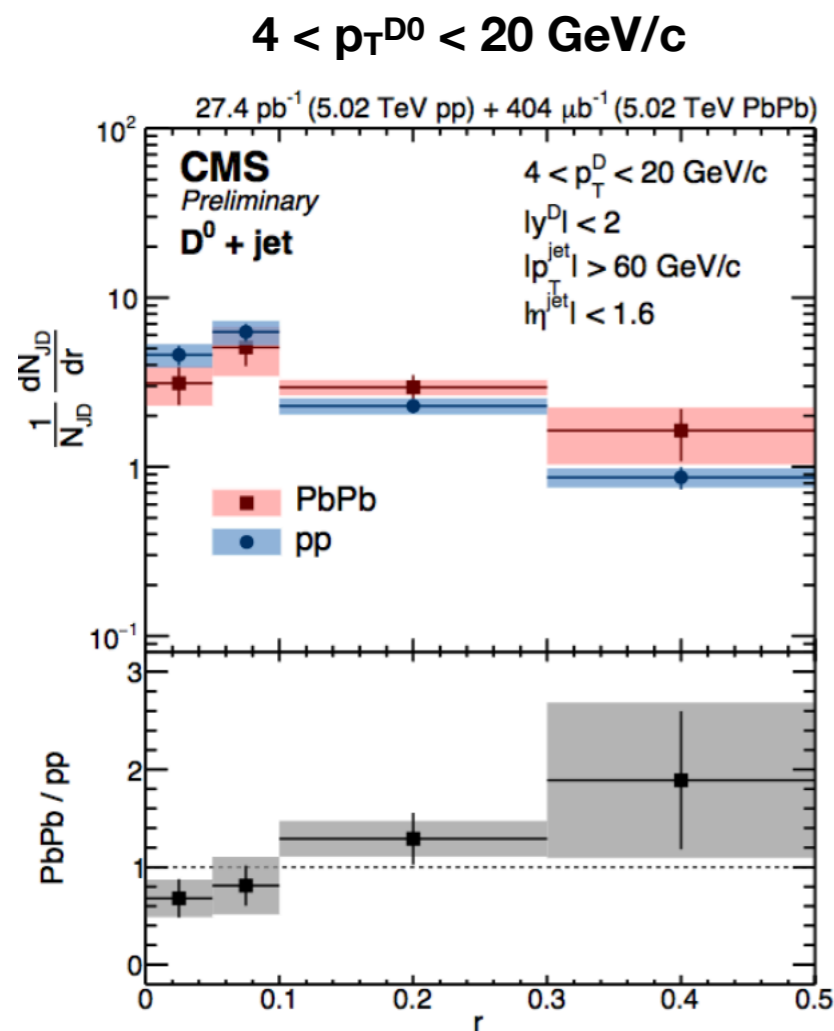 4 < pTD0 < 20 GeV/c
27.4 pb-1 (5.02 TeV pp) + 404 μb-1 (5.02 TeV PbPb)
CMS
Preliminary
D0 + jet
4 < pTD < 20 GeV/c
|yD| < 2
|pTjet| > 60 GeV/c
|ηjet| < 1.6
1/NJD dNJD/dr
102
10
1
10−1
PbPb
pp
PbPb / pp
3
2
1
0
0 0.1 0.2 0.3 0.4 0.5
r